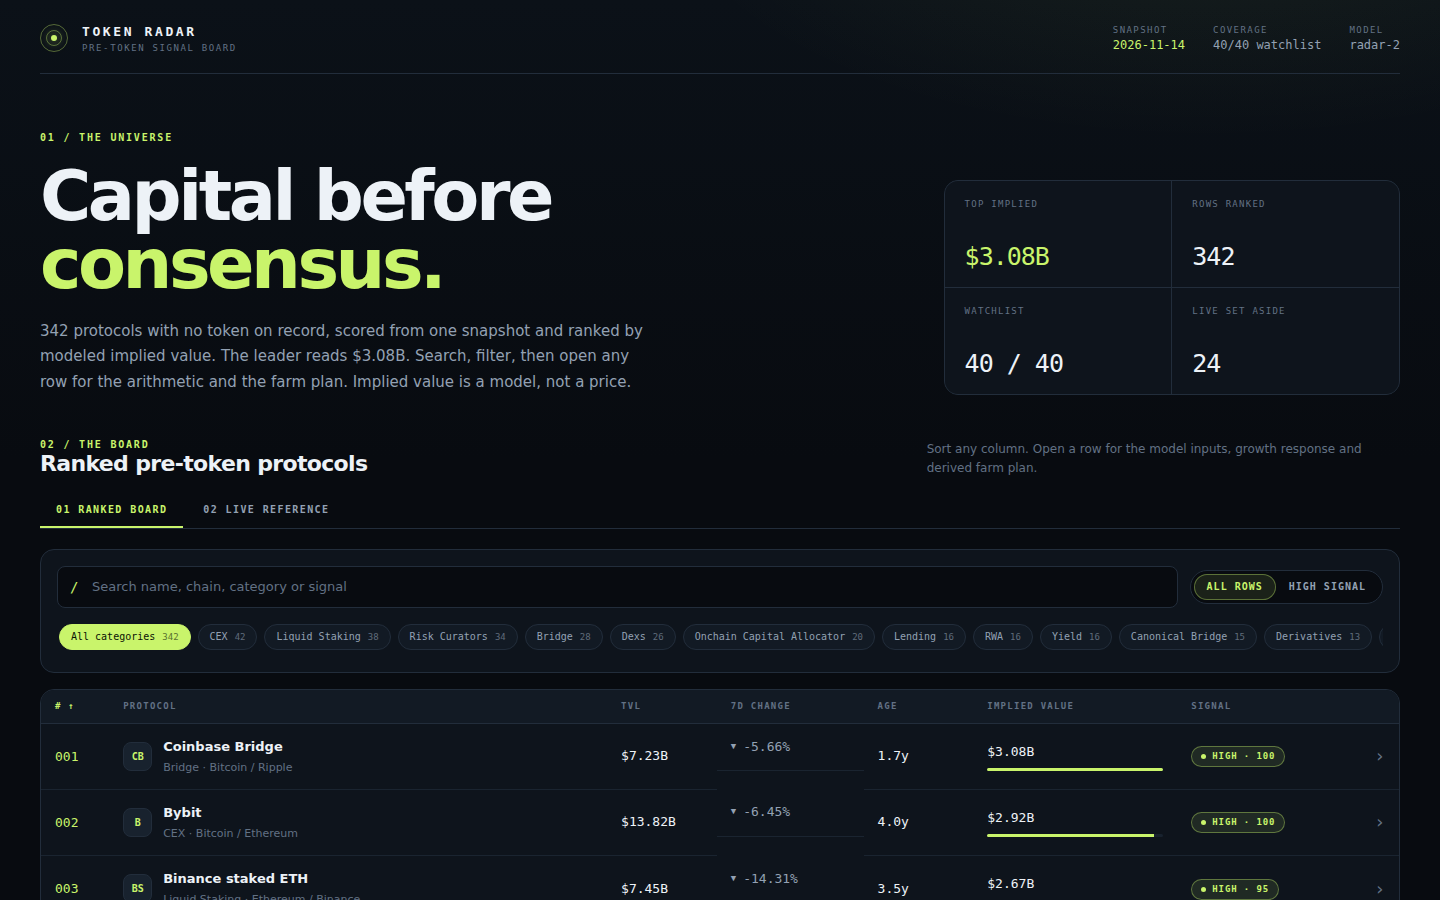 TOKEN RADAR
PRE-TOKEN SIGNAL BOARD
SNAPSHOT
2026-11-14
COVERAGE
40/40 watchlist
MODEL
radar-2
01 / THE UNIVERSE
Capital before
consensus.
342 protocols with no token on record, scored from one snapshot and ranked by
modeled implied value. The leader reads $3.08B. Search, filter, then open any
row for the arithmetic and the farm plan. Implied value is a model, not a price.
TOP IMPLIED
$3.08B
ROWS RANKED
342
WATCHLIST
40 / 40
LIVE SET ASIDE
24
02 / THE BOARD
Ranked pre-token protocols
Sort any column. Open a row for the model inputs, growth response and
derived farm plan.
01 RANKED BOARD
02 LIVE REFERENCE
/ Search name, chain, category or signal
ALL ROWS
HIGH SIGNAL
All categories 342
CEX 42
Liquid Staking 38
Risk Curators 34
Bridge 28
Dexs 26
Onchain Capital Allocator 20
Lending 16
RWA 16
Yield 16
Canonical Bridge 15
Derivatives 13
# ↑ PROTOCOL TVL 7D CHANGE AGE IMPLIED VALUE SIGNAL
001 CB Coinbase Bridge $7.23B ▼ -5.66% 1.7y $3.08B HIGH · 100 ›
Bridge · Bitcoin / Ripple
002 B Bybit $13.82B ▼ -6.45% 4.0y $2.92B HIGH · 100 ›
CEX · Bitcoin / Ethereum
003 BS Binance staked ETH $7.45B ▼ -14.31% 3.5y $2.67B HIGH · 95 ›
Liquid Staking · Ethereum / Binance